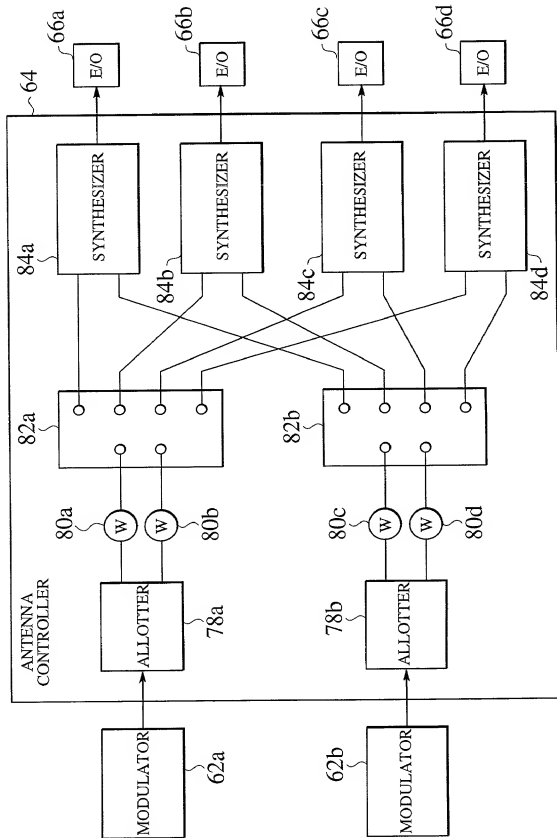 64
66a
E/O
66b
E/O
66c
E/O
66d
E/O
84a
SYNTHESIZER
84b
SYNTHESIZER
84c
SYNTHESIZER
84d
SYNTHESIZER
82a
82b
80a
W
80b
W
80c
W
80d
W
ANTENNA
CONTROLLER
ALLOTTER
78a
ALLOTTER
78b
MODULATOR
62a
MODULATOR
62b